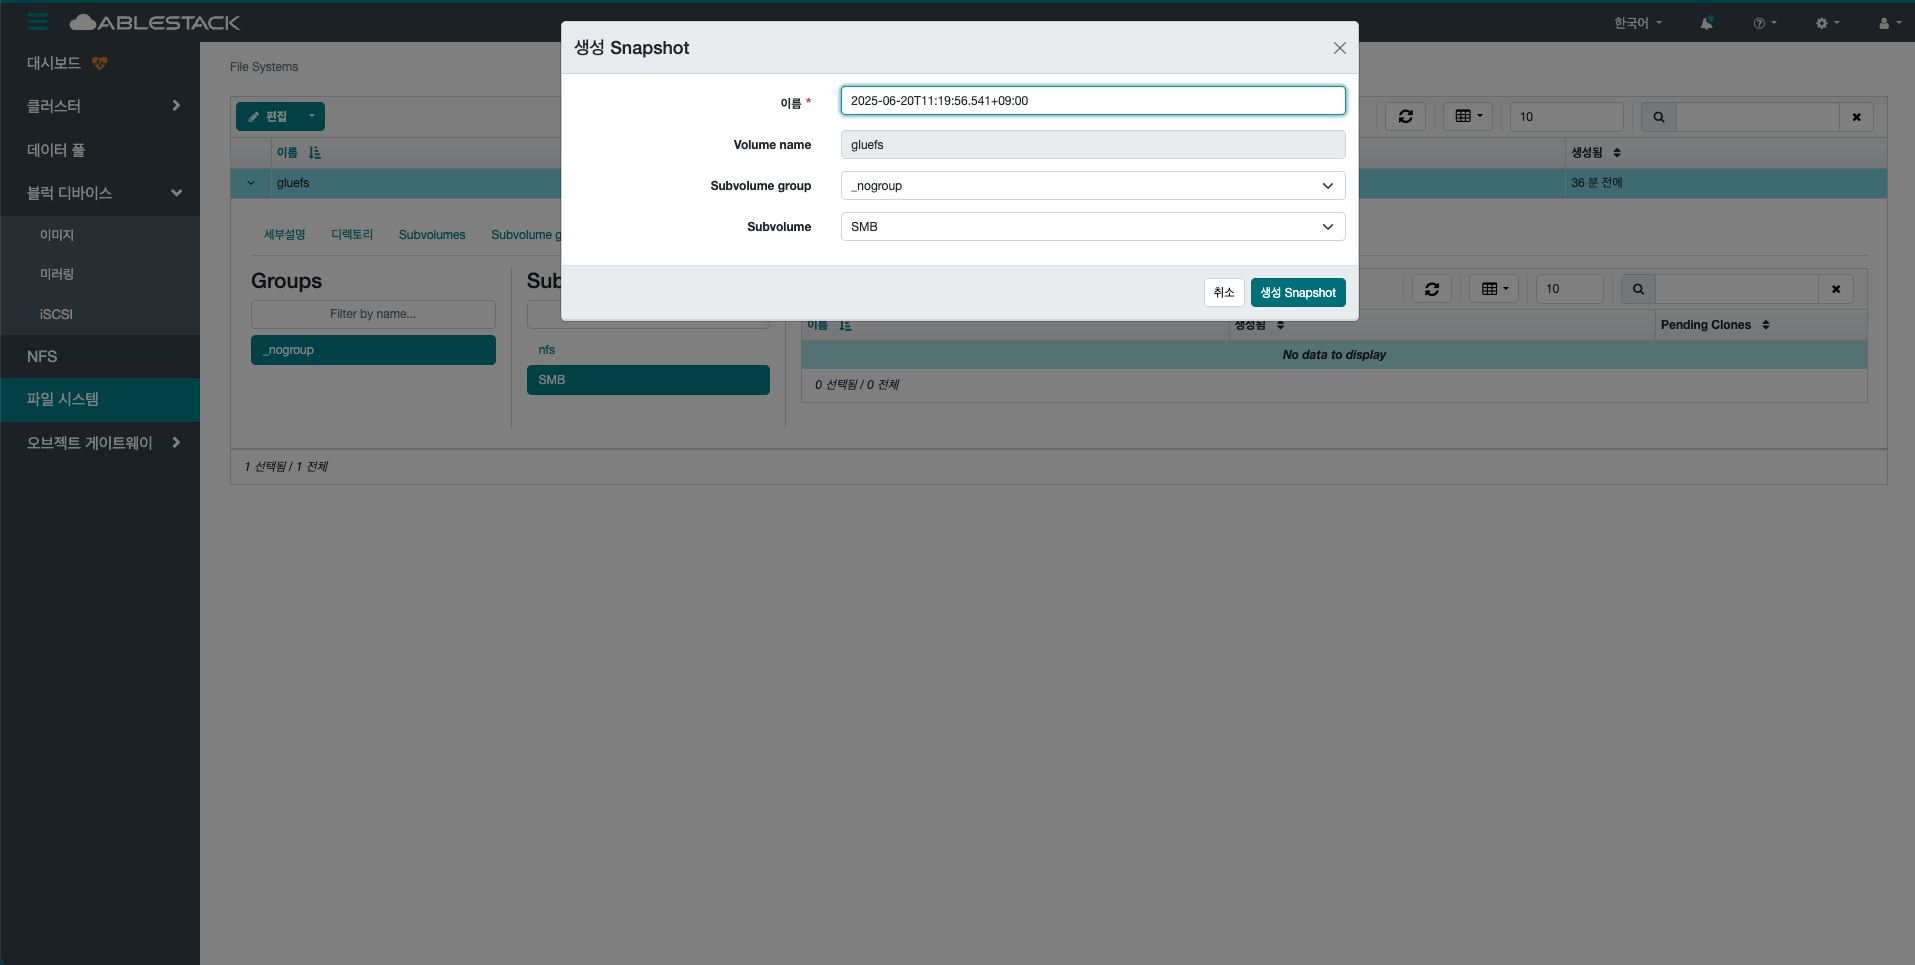 ABLESTACK
한국어
대시보드
클러스터
데이터 풀
블럭 디바이스
이미지
미러링
iSCSI
NFS
파일 시스템
오브젝트 게이트웨이
File Systems
편집
10
이름
생성됨
gluefs
36 분 전에
세부설명
디렉토리
Subvolumes
Subvolume g
Groups
Filter by name...
_nogroup
Sub
nfs
SMB
10
이름
생성됨
Pending Clones
No data to display
0 선택됨 / 0 전체
1 선택됨 / 1 전체
생성 Snapshot
이름 *
2025-06-20T11:19:56.541+09:00
Volume name
gluefs
Subvolume group
_nogroup
Subvolume
SMB
취소
생성 Snapshot